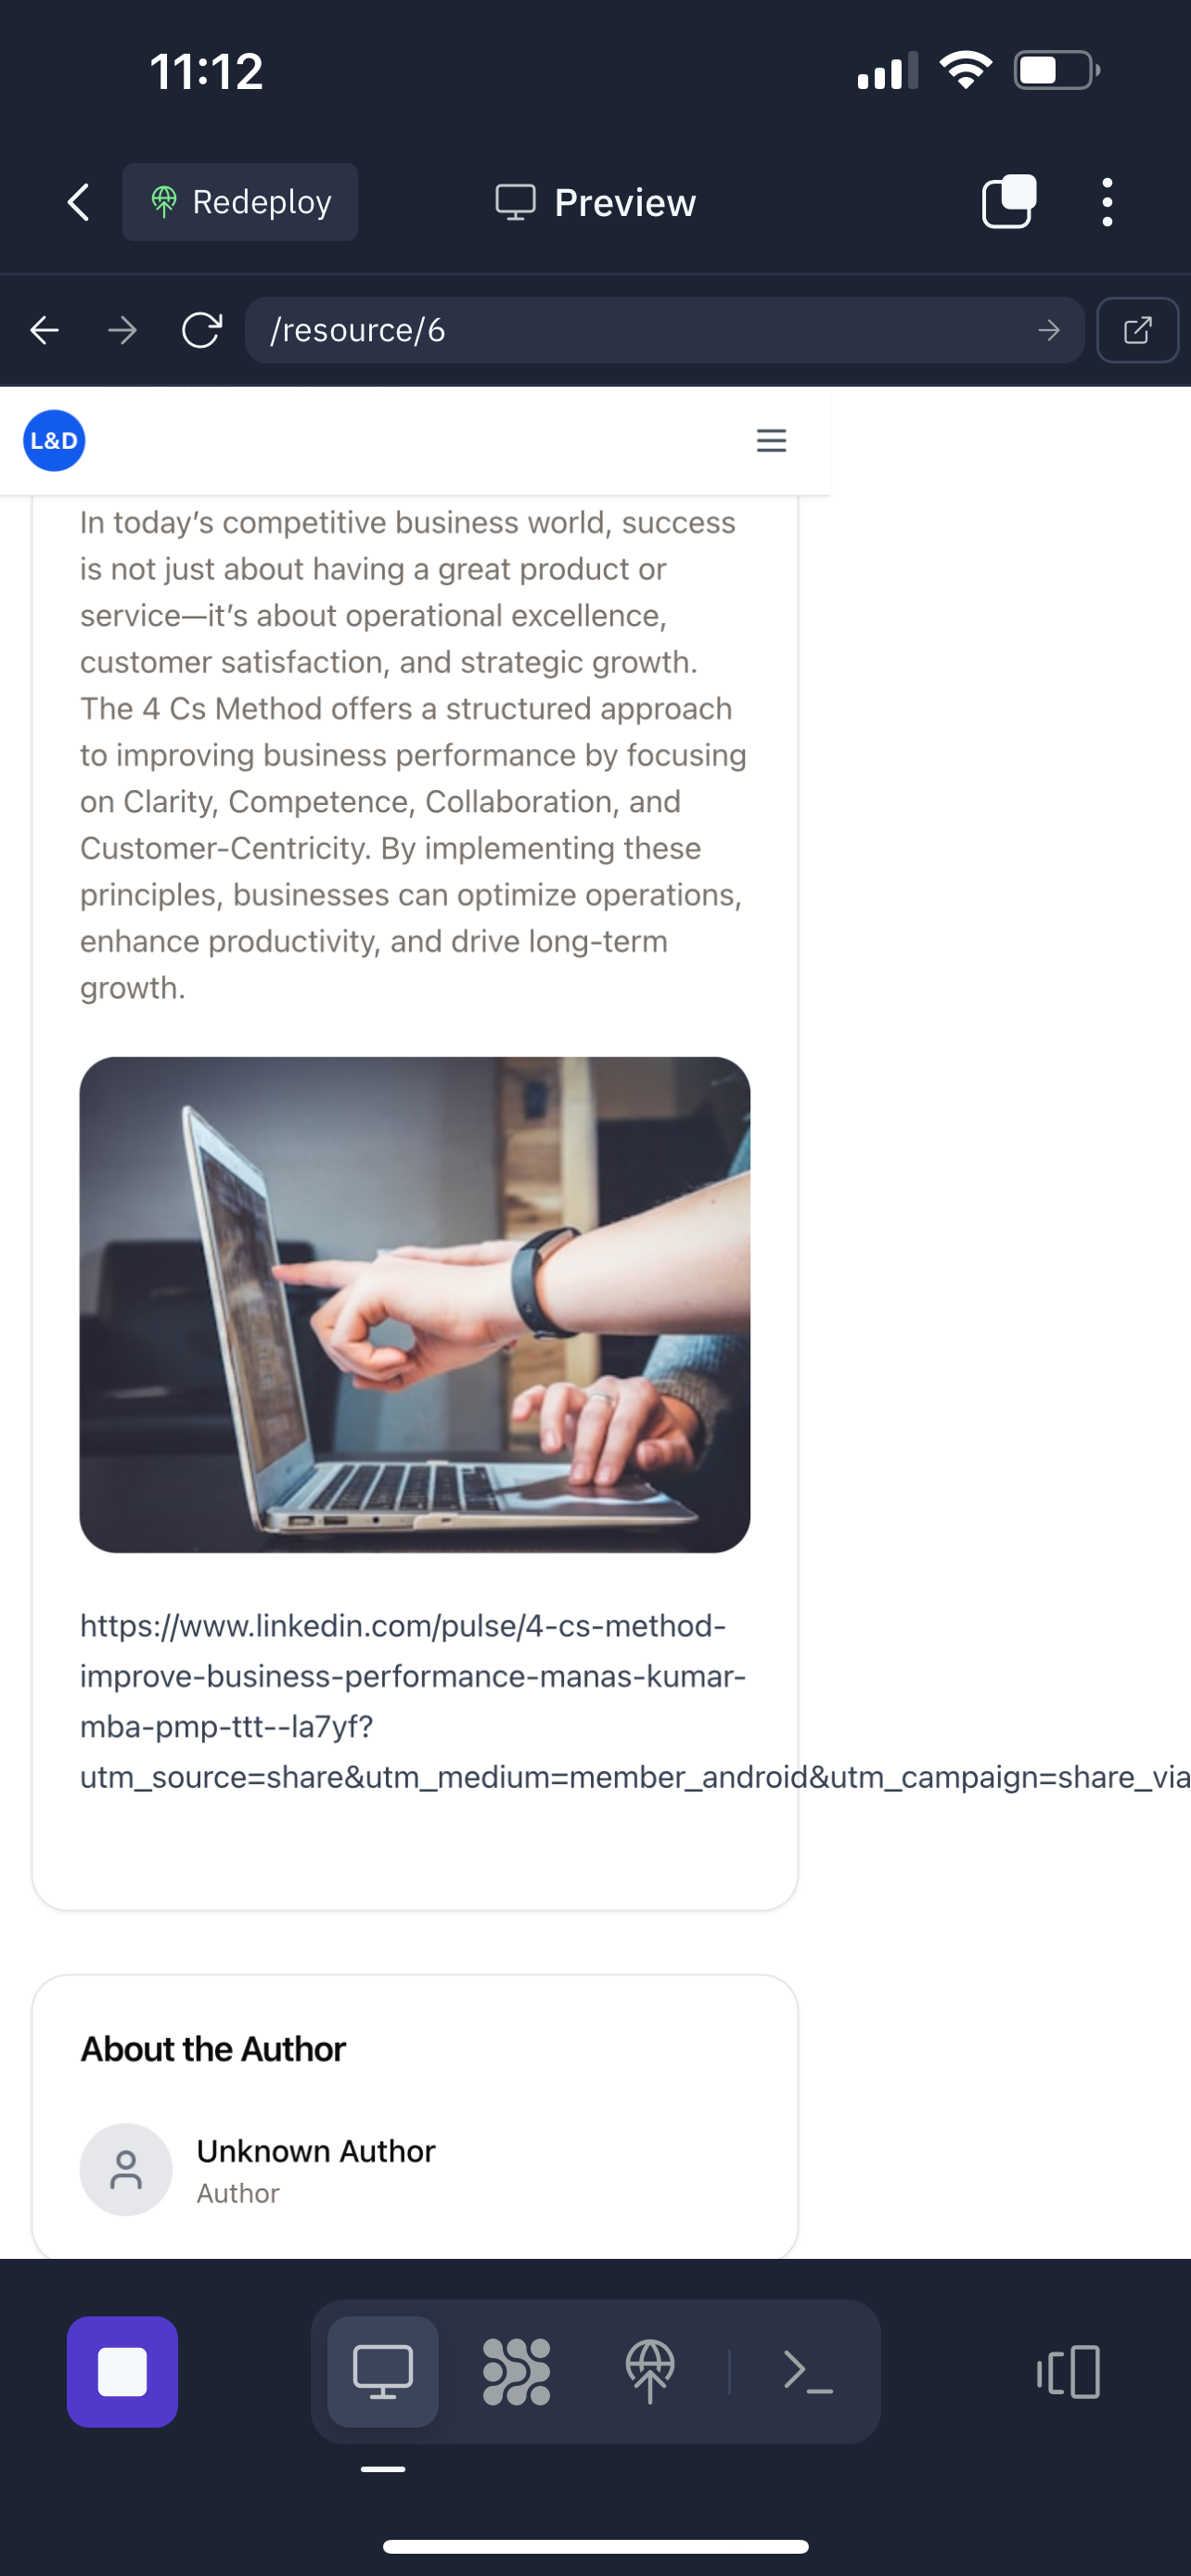 11:12
Redeploy
Preview
/resource/6
L&D
In today’s competitive business world, success
is not just about having a great product or
service—it’s about operational excellence,
customer satisfaction, and strategic growth.
The 4 Cs Method offers a structured approach
to improving business performance by focusing
on Clarity, Competence, Collaboration, and
Customer-Centricity. By implementing these
principles, businesses can optimize operations,
enhance productivity, and drive long-term
growth.
https://www.linkedin.com/pulse/4-cs-method-
improve-business-performance-manas-kumar-
mba-pmp-ttt--la7yf?
utm_source=share&utm_medium=member_android&utm_campaign=share_via
About the Author
Unknown Author
Author